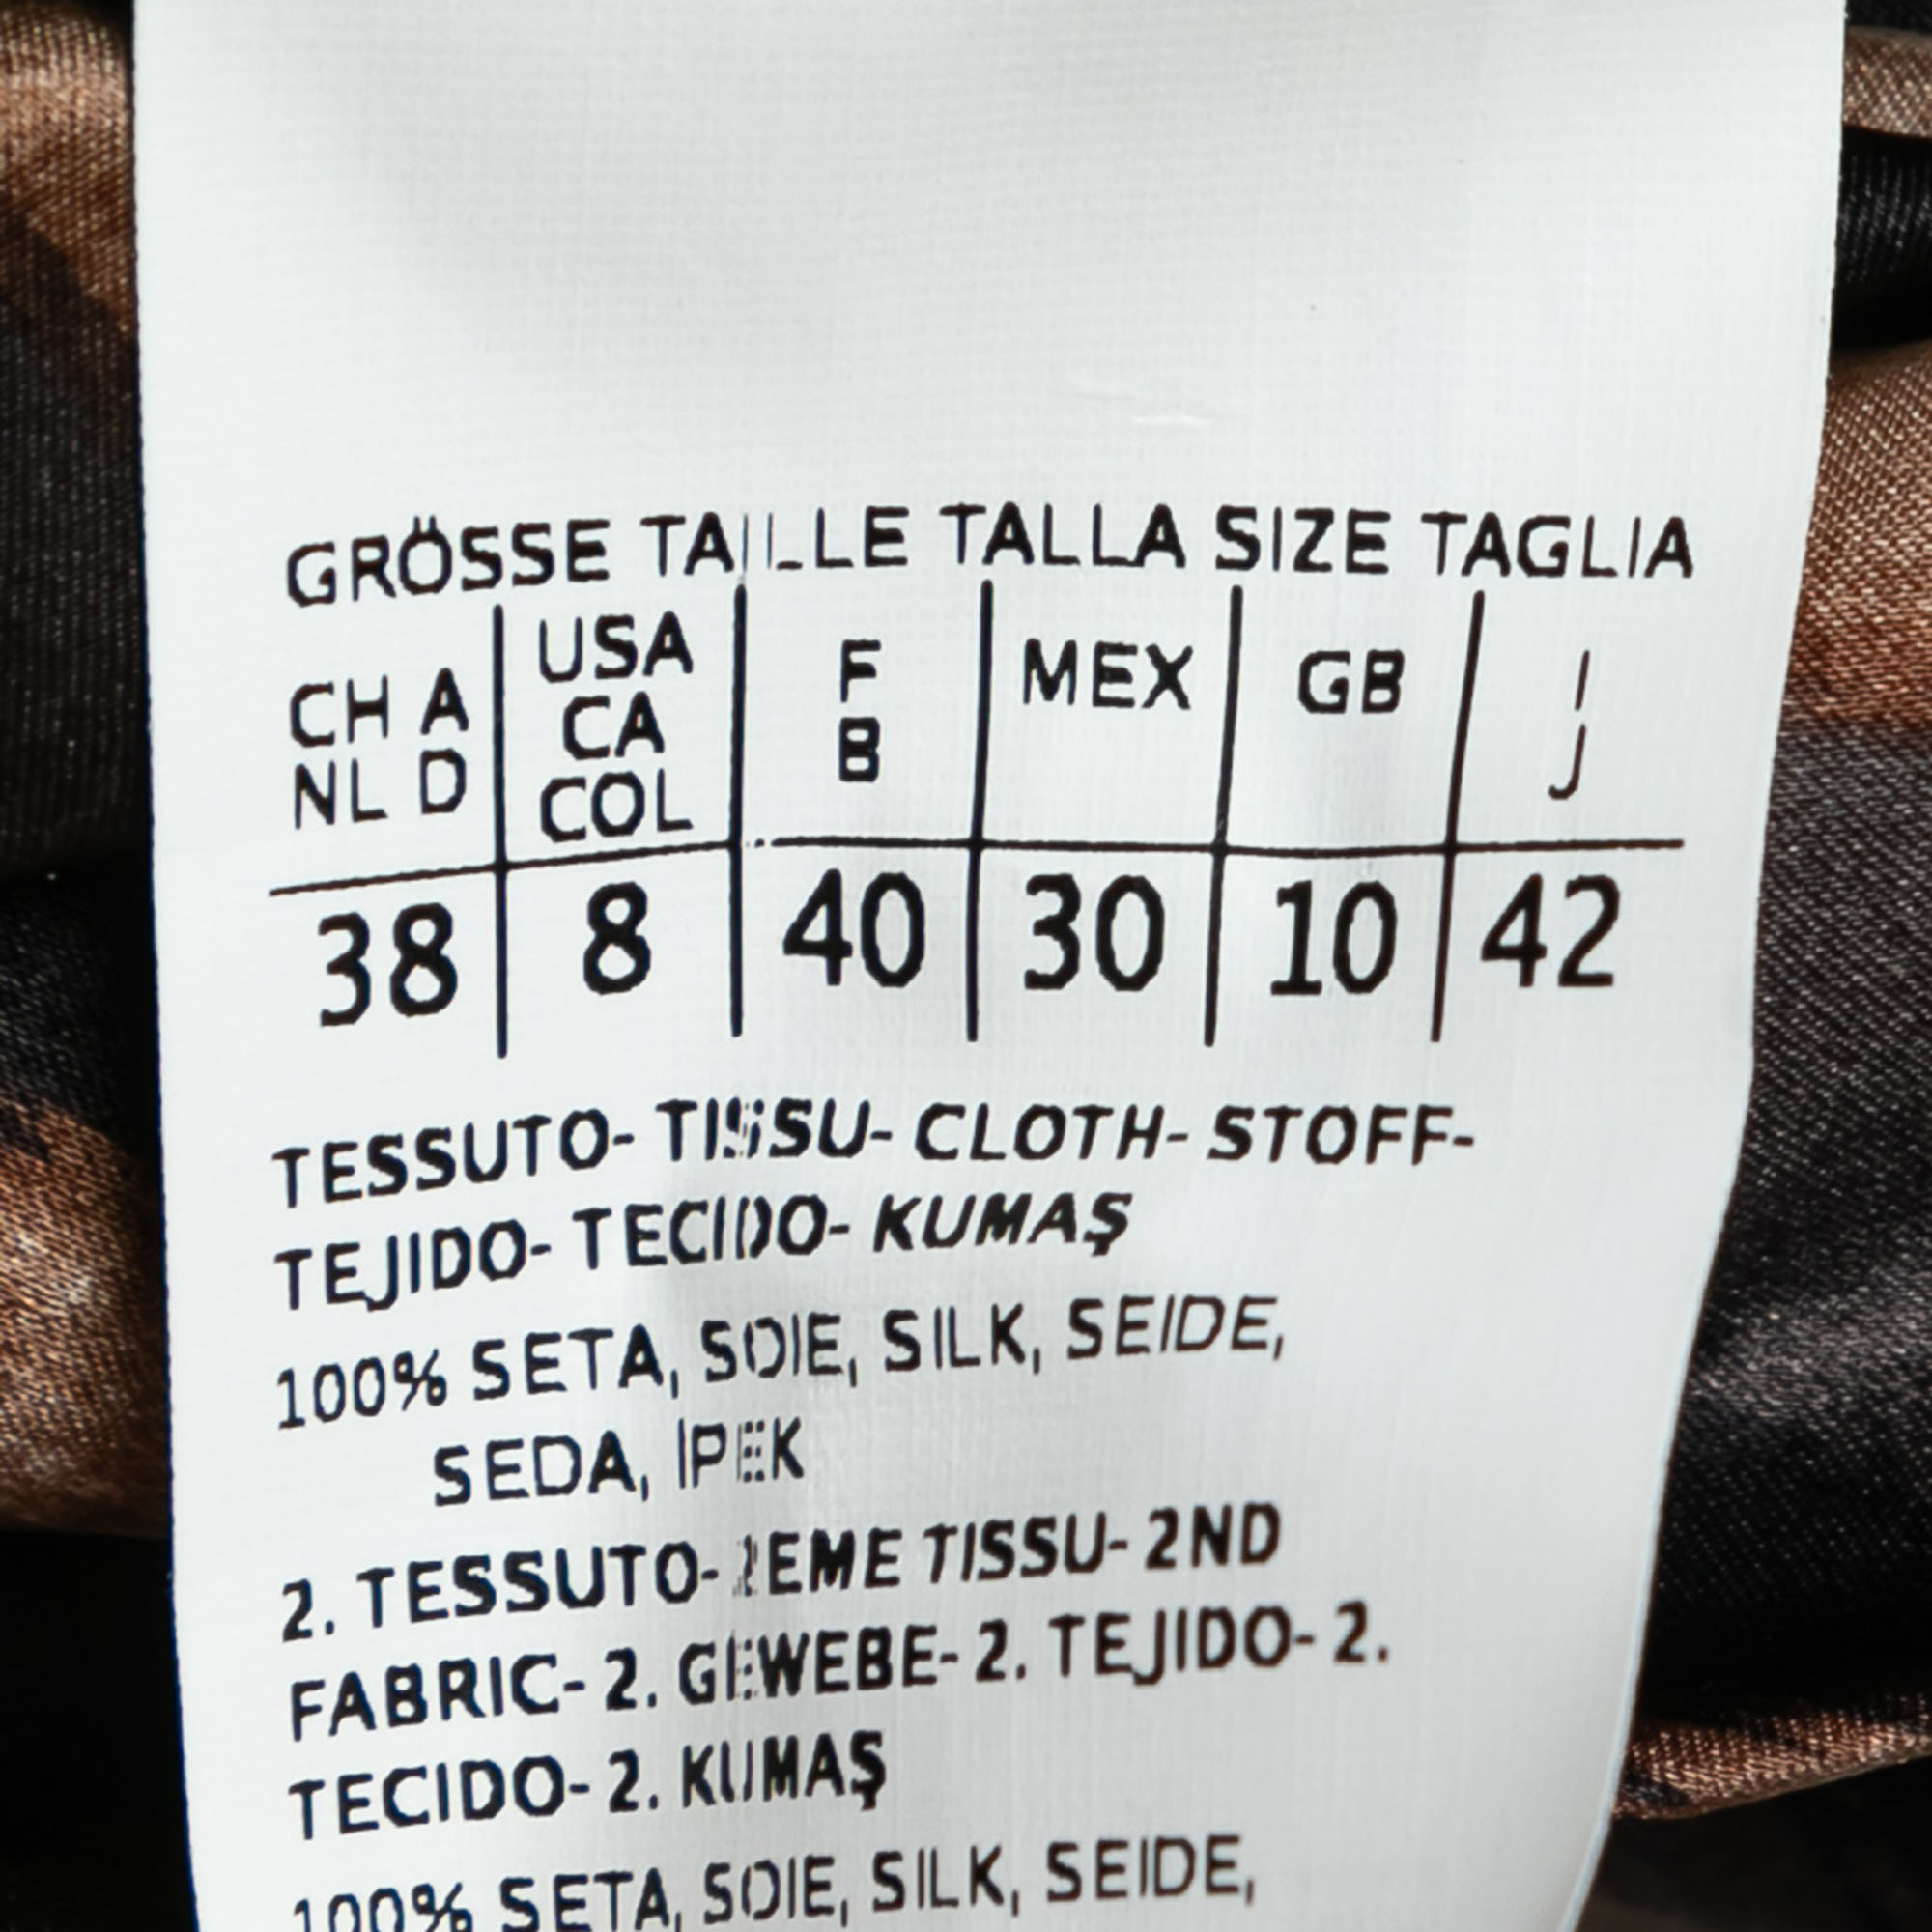 GRÖSSE TAILLE TALLA SIZE TAGLIA
CH A NL D | USA CA COL | F B | MEX | GB | I J
38 | 8 | 40 | 30 | 10 | 42
TESSUTO- TISSU- CLOTH- STOFF-
TEJIDO- TECIDO- KUMAŞ
100% SETA, SOIE, SILK, SEIDE,
SEDA, IPEK
2. TESSUTO- 2EME TISSU- 2ND
FABRIC- 2. GEWEBE- 2. TEJIDO- 2.
TECIDO- 2. KUMAŞ
100% SETA, SOIE, SILK, SEIDE,